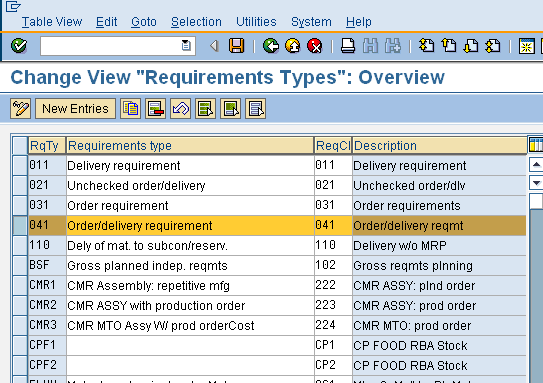 Table View Edit Goto Selection Utilities System Help
Change View "Requirements Types": Overview
New Entries
RqTy Requirements type ReqCl Description
011 Delivery requirement 011 Delivery requirement
021 Unchecked order/delivery 021 Unchecked order/dlv
031 Order requirement 031 Order requirements
041 Order/delivery requirement 041 Order/delivery reqmt
110 Dely of mat. to subcon/reserv. 110 Delivery w/o MRP
BSF Gross planned indep. reqmts 102 Gross reqmts plnning
CMR1 CMR Assembly: repetitive mfg 222 CMR ASSY: plnd order
CMR2 CMR ASSY with production order 223 CMR ASSY: prod order
CMR3 CMR MTO Assy W/ prod orderCost 224 CMR MTO: prod order
CPF1 CP1 CP FOOD RBA Stock
CPF2 CP2 CP FOOD RBA Stock